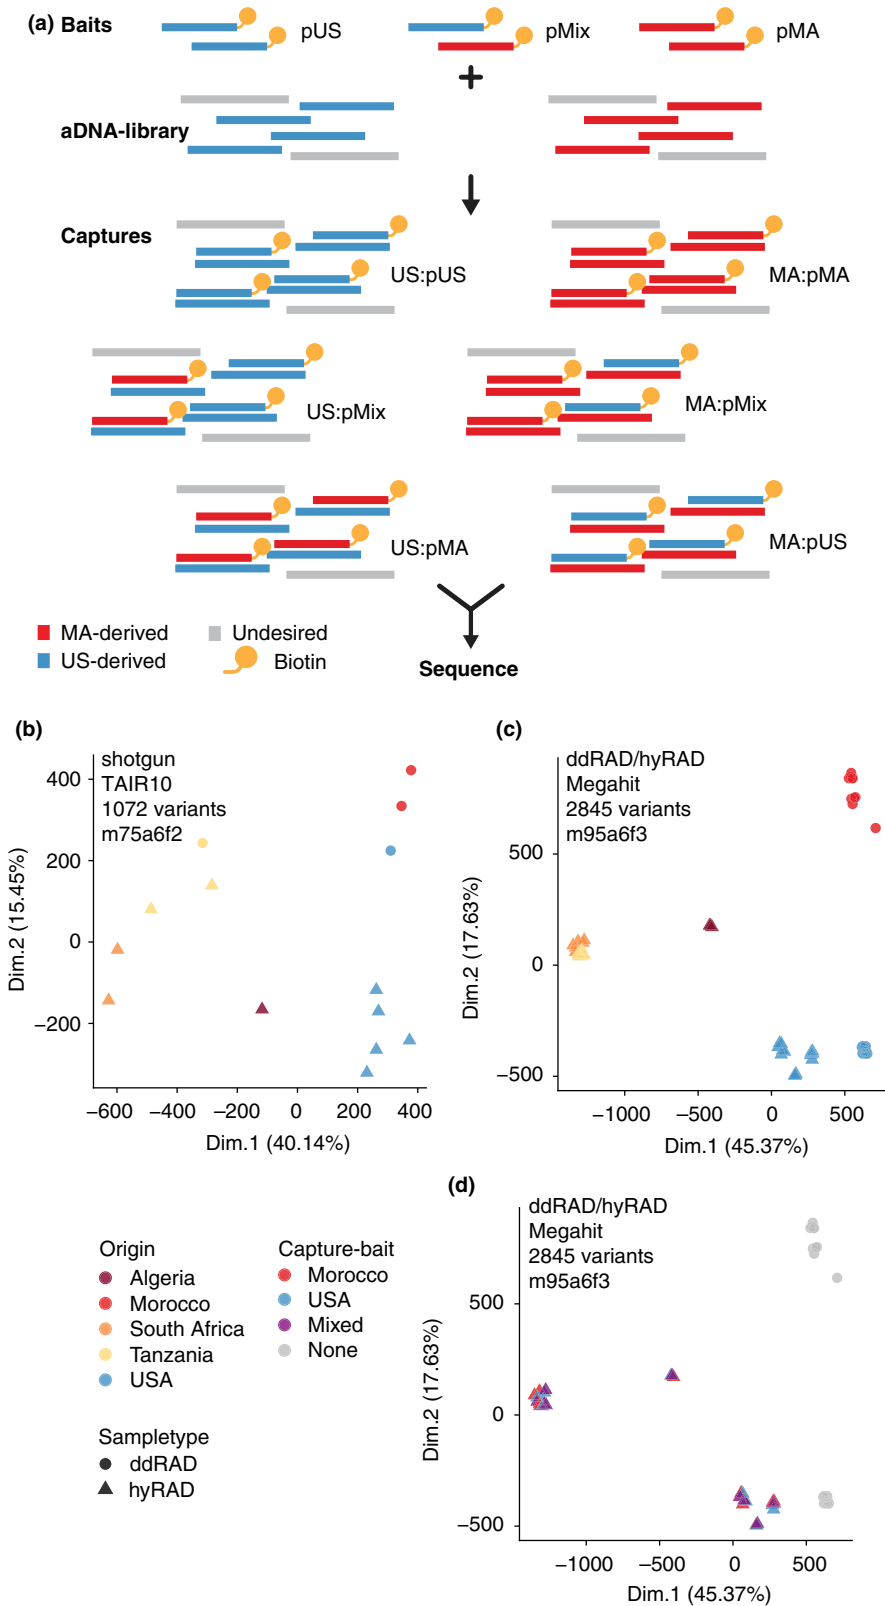 (a) Baits
pUS
pMix
pMA
+
aDNA-library
Captures
US:pUS
MA:pMA
US:pMix
MA:pMix
US:pMA
MA:pUS
MA-derived
Undesired
US-derived
Biotin
Sequence
(b)
shotgun
TAIR10
1072 variants
m75a6f2
Dim.2 (15.45%)
400
200
0
−200
−600
−400
−200
0
200
400
Dim.1 (40.14%)
(c)
ddRAD/hyRAD
Megahit
2845 variants
m95a6f3
Dim.2 (17.63%)
500
0
−500
−1000
−500
0
500
Dim.1 (45.37%)
Origin
Algeria
Morocco
South Africa
Tanzania
USA
Capture-bait
Morocco
USA
Mixed
None
Sampletype
ddRAD
hyRAD
(d)
ddRAD/hyRAD
Megahit
2845 variants
m95a6f3
Dim.2 (17.63%)
500
0
−500
−1000
−500
0
500
Dim.1 (45.37%)